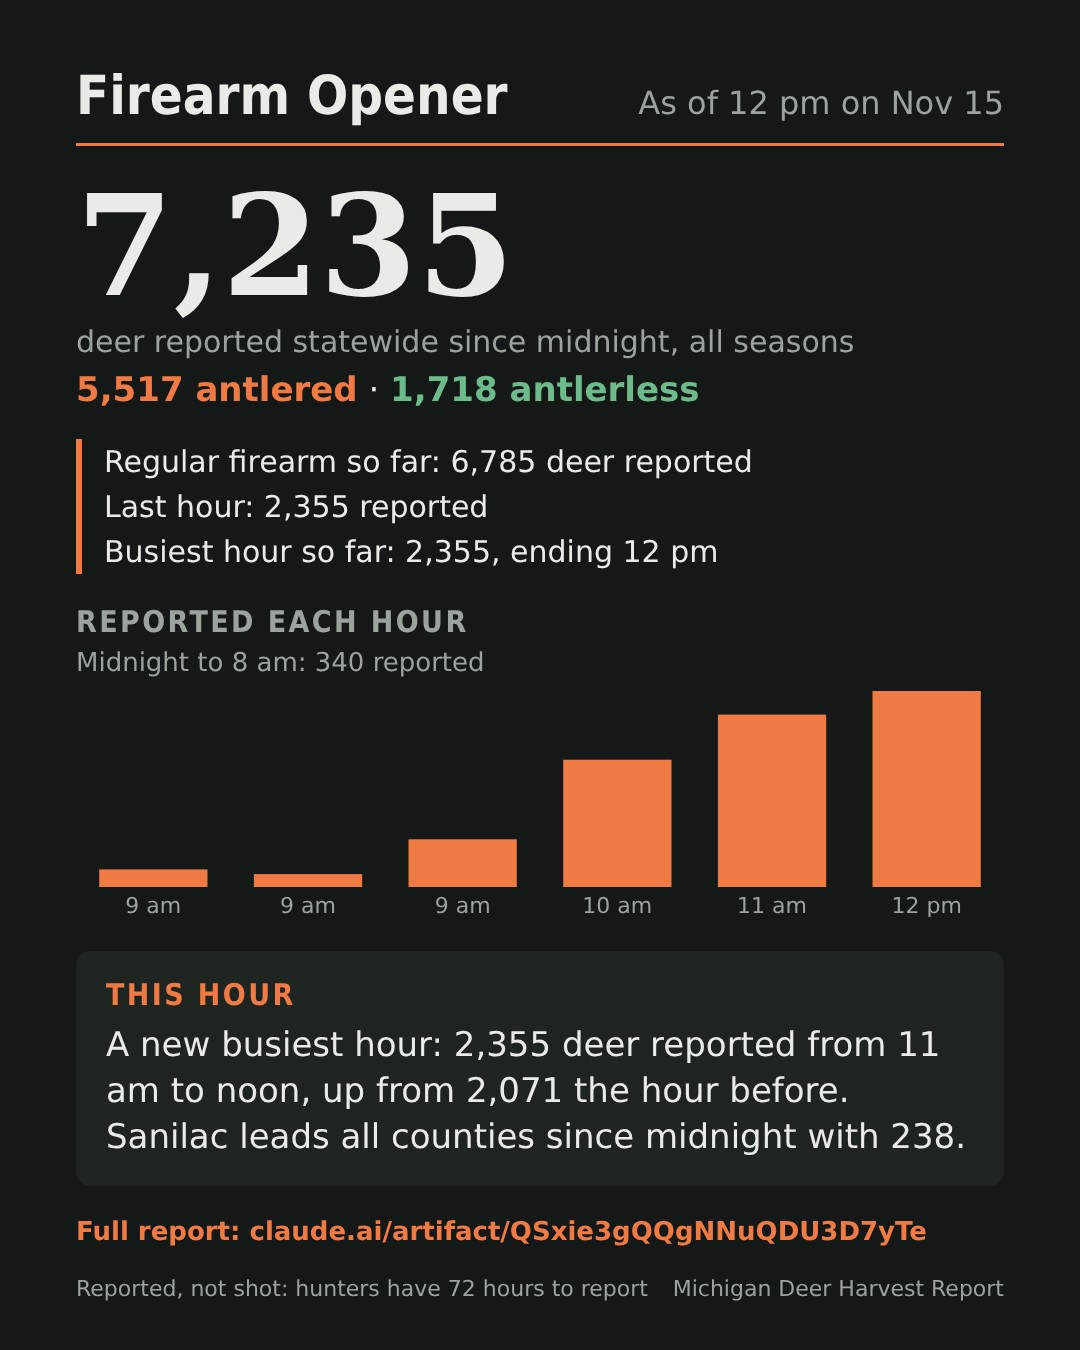 Firearm Opener
As of 12 pm on Nov 15
7,235
deer reported statewide since midnight, all seasons
5,517 antlered · 1,718 antlerless
Regular firearm so far: 6,785 deer reported
Last hour: 2,355 reported
Busiest hour so far: 2,355, ending 12 pm
REPORTED EACH HOUR
Midnight to 8 am: 340 reported
9 am
9 am
9 am
10 am
11 am
12 pm
THIS HOUR
A new busiest hour: 2,355 deer reported from 11
am to noon, up from 2,071 the hour before.
Sanilac leads all counties since midnight with 238.
Full report: claude.ai/artifact/QSxie3gQQgNNuQDU3D7yTe
Reported, not shot: hunters have 72 hours to report
Michigan Deer Harvest Report